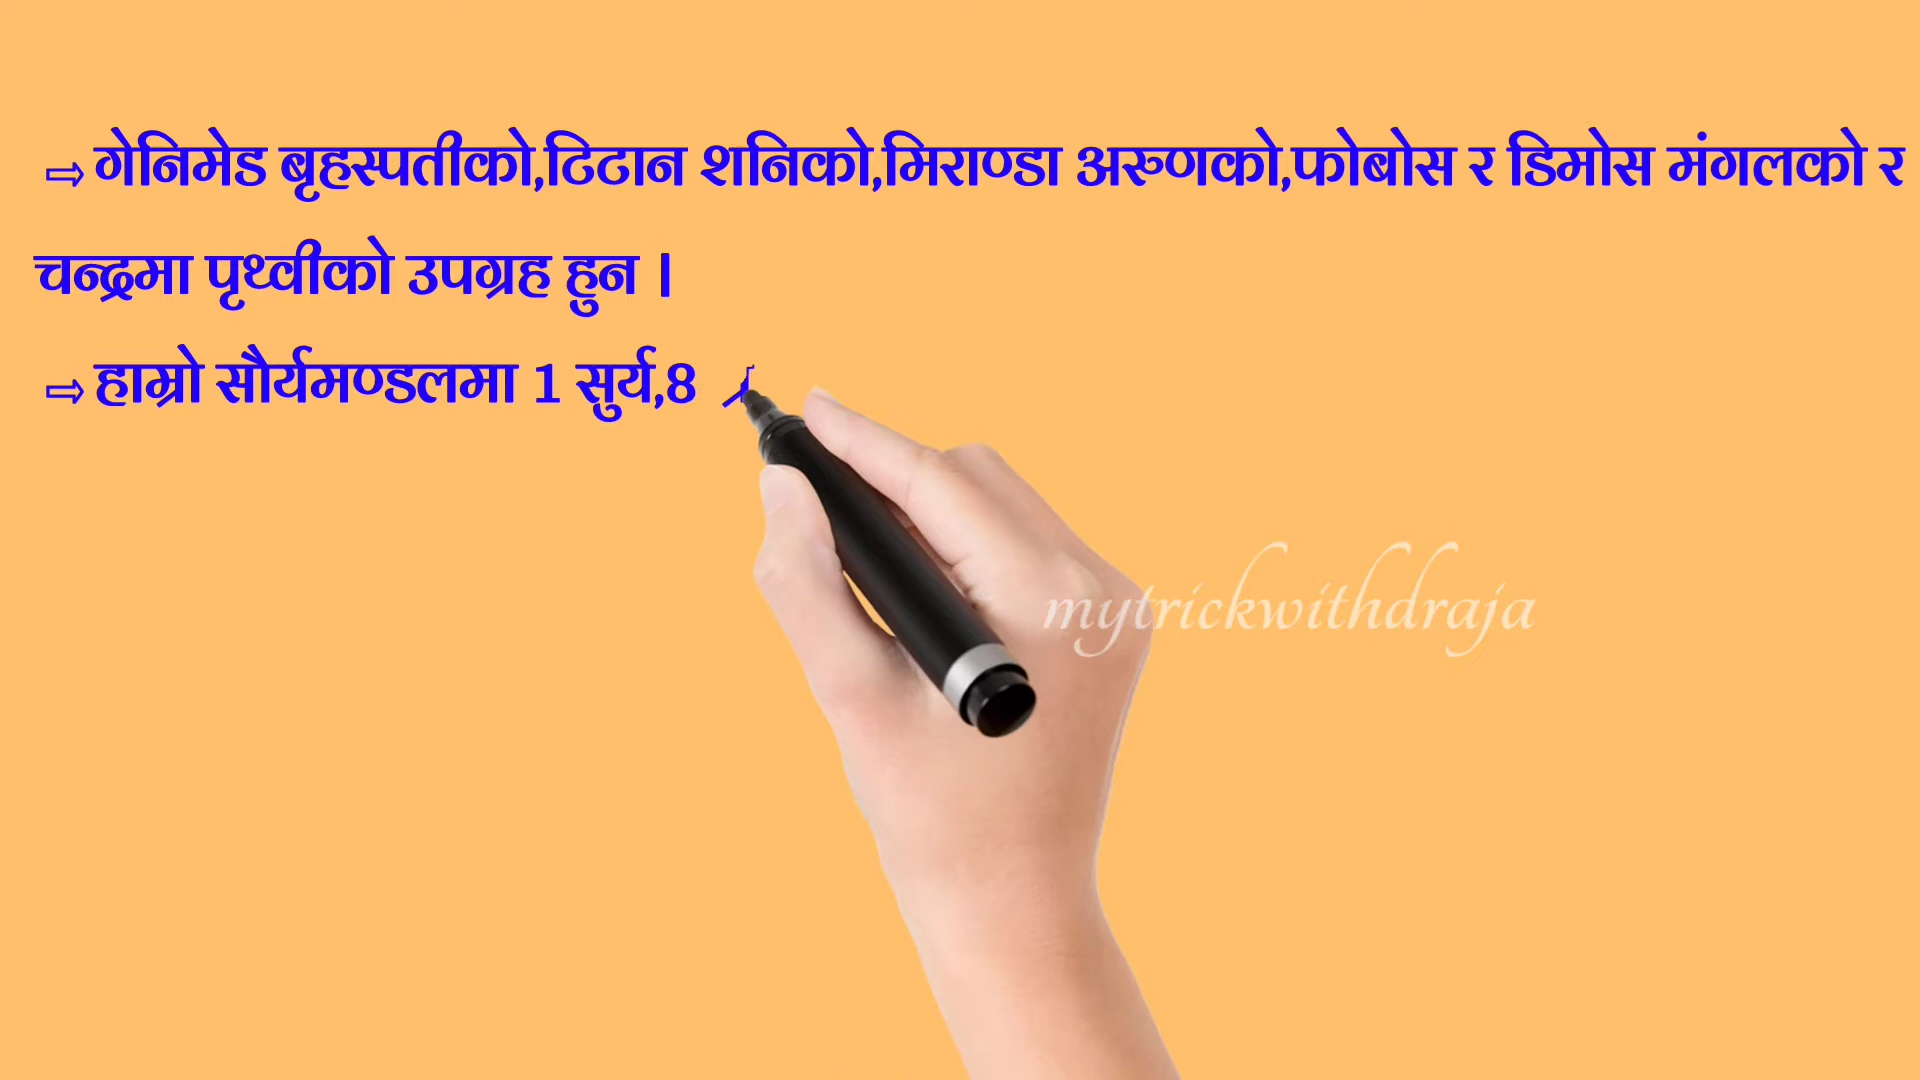 ⇨गेनिमेड बृहस्पतीको,टिटान शनिको,मिराण्डा अरुणको,फोबोस र डिमोस मंगलको र
चन्द्रमा पृथ्वीको उपग्रह हुन ।
⇨हाम्रो सौर्यमण्डलमा 1 सुर्य,8
mytrickwithdraja